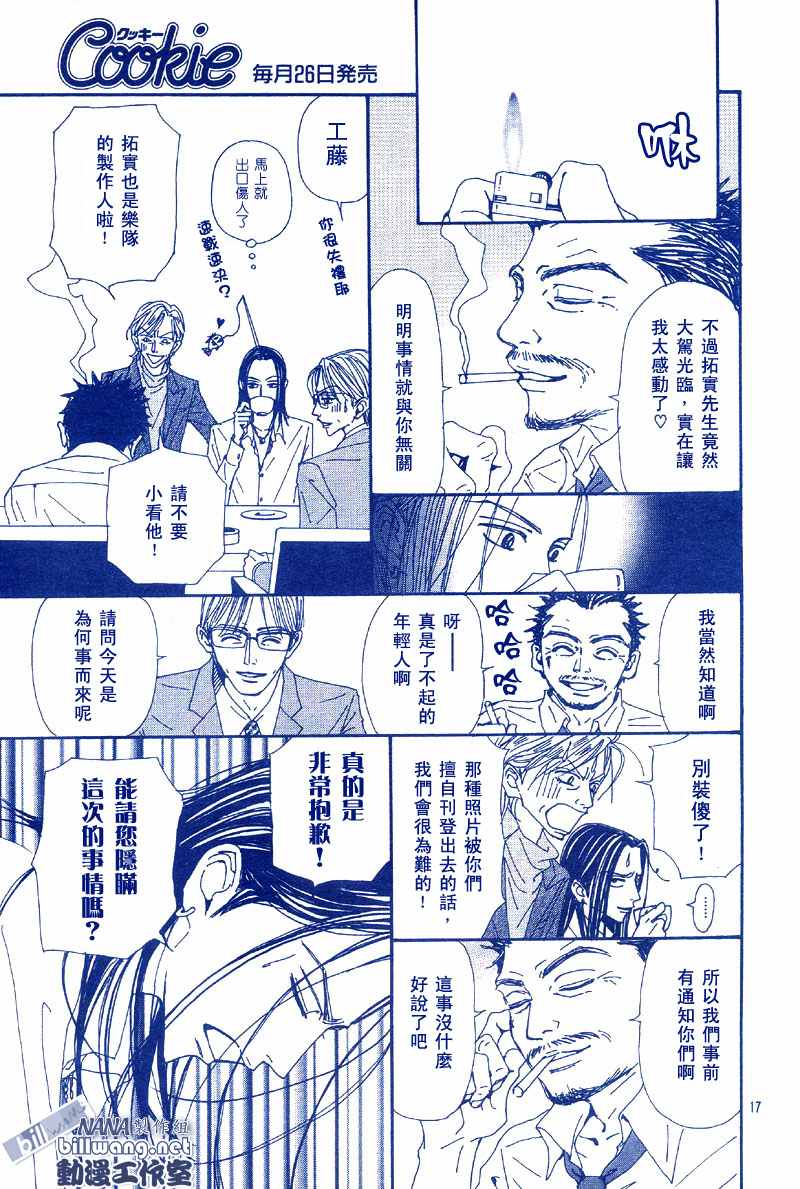 クッキー
Cookie
毎月26日発売
咻
不過拓實先生竟然
大駕光臨，實在讓
我太感動了♡
明明事情就與你無關
工藤
你很失禮耶
馬上就
出口傷人了
速戰速決？
拓實也是樂隊
的製作人啦！
請不要
小看他！
我當然知道啊
哈哈哈
呀——
真是了不起的
年輕人啊
請問今天是
為何事而來呢
別裝傻了！
那種照片被你們
擅自刊登出去的話，
我們會很為難的！
……
真的是
非常抱歉！
能請您隱瞞
這次的事情嗎？
所以我們事前
有通知你們啊
這事沒什麼
好說了吧
17
bill wang
NANA製作組
billwang.net
動漫工作室